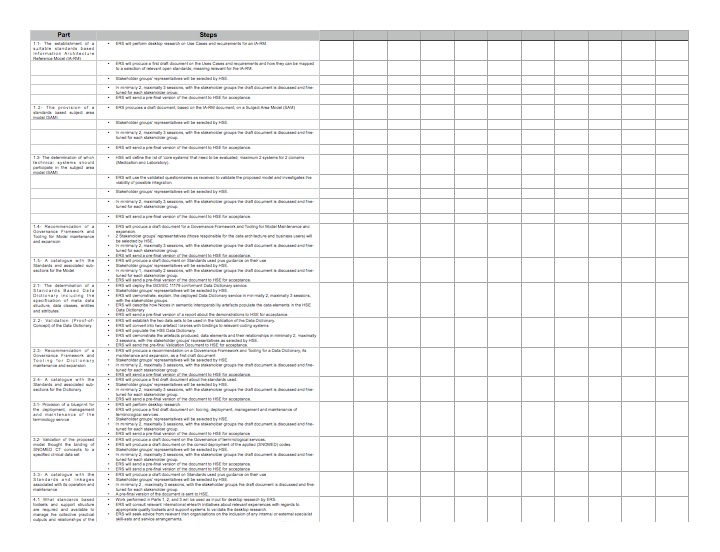 Part Steps
1.1- The establishment of a
suitable standards based
Information Architecture
Reference Model (IA-RM)
• ERS will perform desktop research on Use Cases and requirements for an IA-RM.
• ERS will produce a first draft document on the Uses Cases and requirements and how they can be mapped
to a selection of relevant open standards, meaning relevant for the IA-RM.
• Stakeholder groups' representatives will be selected by HSE.
• In minimally 2, maximally 3 sessions, with the stakeholder groups the draft document is discussed and fine-
tuned for each stakeholder group.
• ERS will send a pre-final version of the document to HSE for acceptance.
1.2- The provision of a
standards based subject area
model (SAM)
• ERS produces a draft document, based on the IA-RM document, on a Subject Area Model (SAM).
• Stakeholder groups' representatives will be selected by HSE.
• In minimally 2, maximally 3 sessions, with the stakeholder groups the draft document is discussed and fine-
tuned for each stakeholder group.
• ERS will send a pre-final version of the document to HSE for acceptance.
1.3- The determination of which
technical systems should
participate in the subject area
model (SAM)
• HSE will define the list of 'core systems' that need to be evaluated; maximum 2 systems for 2 domains
(Medication and Laboratory).
• ERS will use the validated questionnaires as received to validate the proposed model and investigates the
viability of possible integration.
• Stakeholder groups' representatives will be selected by HSE.
• In minimally 2, maximally 3 sessions, with the stakeholder groups the draft document is discussed and fine-
tuned for each stakeholder group.
• ERS will send a pre-final version of the document to HSE for acceptance.
1.4- Recommendation of a
Governance Framework and
Tooling for Model maintenance
and expansion
• ERS will produce a draft document for a Governance Framework and Tooling for Model Maintenance and
expansion.
• 2 Stakeholder groups' representatives (those responsible for the data architecture and business users) will
be selected by HSE.
• In minimally 2, maximally 3 sessions, with the stakeholder groups the draft document is discussed and fine-
tuned for each stakeholder group.
• ERS will send a pre-final version of the document to HSE for acceptance.
1.5- A catalogue with the
Standards and associated sub-
sections for the Model
• ERS will produce a draft document on Standards used plus guidance on their use
• Stakeholder groups' representatives will be selected by HSE.
• In minimally 1, maximally 2 sessions, with the stakeholder groups the draft document is discussed and fine-
tuned for each stakeholder group.
• ERS will send a pre-final version of the document to HSE for acceptance.
2.1- The determination of a
Standards Based Data
Dictionary including the
specification of meta data
structure, data classes, entities
and attributes.
• ERS will deploy the ISO/IEC 11179 conformant Data Dictionary service.
• Stakeholder groups' representatives will be selected by HSE.
• ERS will demonstrate, explain, the deployed Data Dictionary service in minimally 2, maximally 3 sessions,
with the stakeholder groups.
• ERS will describe how Nodes in semantic interoperability artefacts populate the data elements in the HSE,
Data Dictionary
• ERS will send a pre-final version of a report about the demonstrations to HSE for acceptance.
2.2- Validation (Proof-of-
Concept) of the Data Dictionary
• ERS will establish the two data sets to be used in the Validation of the Data Dictionary.
• ERS will convert into two artefact libraries with bindings to relevant coding systems.
• ERS will populate the HSE Data Dictionary.
• ERS will demonstrate the artefacts produced, data elements and their relationships in minimally 2, maximally
3 sessions, with the stakeholder groups' representatives as selected by HSE.
• ERS will send the pre-final Validation Document to HSE for acceptance.
2.3- Recommendation of a
Governance Framework and
Tooling for Dictionary
maintenance and expansion
• ERS will produce a recommendation on a Governance Framework and Tooling for a Data Dictionary, its
maintenance and expansion, as a first draft document
• Stakeholder groups' representatives will be selected by HSE.
• In minimally 2, maximally 3 sessions, with the stakeholder groups the draft document is discussed and fine-
tuned for each stakeholder group.
• ERS will send a pre-final version of the document to HSE for acceptance.
2.4- A catalogue with the
Standards and associated sub-
sections for the Dictionary
• ERS will produce a first draft document about the standards used.
• Stakeholder groups' representatives will be selected by HSE.
• In minimally 2, maximally 3 sessions, with the stakeholder groups the draft document is discussed and fine-
tuned for each stakeholder group.
• ERS will send a pre-final version of the document to HSE for acceptance.
3.1- Provision of a blueprint for
the deployment, management
and maintenance of the
terminology service
• ERS will perform desktop research.
• ERS will produce a first draft document on: tooling, deployment, management and maintenance of
terminological services.
• Stakeholder groups' representatives will be selected by HSE.
• In minimally 2, maximally 3 sessions, with the stakeholder groups the draft document is discussed and fine-
tuned for each stakeholder group.
• ERS will send a pre-final version of the document to HSE for acceptance.
3.2- Validation of the proposed
model thought the binding of
SNOMED CT concepts to a
specified clinical data set
• ERS will produce a draft document on the Governance of terminological services.
• ERS will produce a draft document on the correct deployment of the applied (SNOMED) codes
• Stakeholder groups' representatives will be selected by HSE.
• In minimally 2, maximally 3 sessions, with the stakeholder groups the draft document is discussed and fine-
tuned for each stakeholder group.
• ERS will send a pre-final version of the document to HSE for acceptance.
• ERS will send a pre-final version of the document to HSE for acceptance.
3.3- A catalogue with the
Standards and linkages
associated with its operation and
maintenance
• ERS will produce a draft document on Standards used plus guidance on their use
• Stakeholder groups' representatives will be selected by HSE.
• In minimally 2, maximally 3 sessions, with the stakeholder groups the draft document is discussed and fine-
tuned for each stakeholder group.
• A pre-final version of the document is sent to HSE.
4.1 What standards based
toolsets and support structure
are required and available to
manage the collective practical
outputs and relationships of the
• Work performed in Parts 1, 2, and 3 will be used as input for desktop research by ERS.
• ERS will consult relevant international eHealth initiatives about relevant experiences with regards to
appropriate quality toolsets and support systems to validate the desktop research.
• ERS will seek advice from relevant Irish organisations on the inclusion of any internal or external specialist
skill-sets and service arrangements.